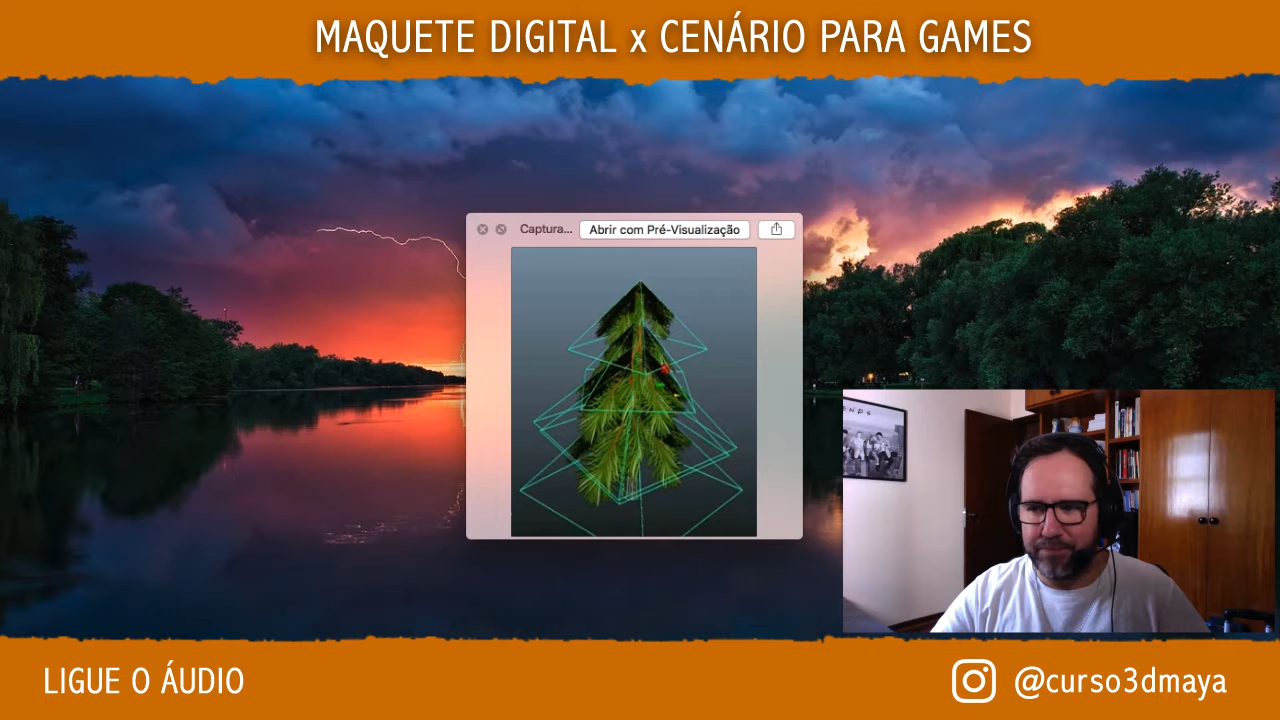 MAQUETE DIGITAL x CENÁRIO PARA GAMES
Captura...
Abrir com Pré-Visualização
LIGUE O ÁUDIO
@curso3dmaya